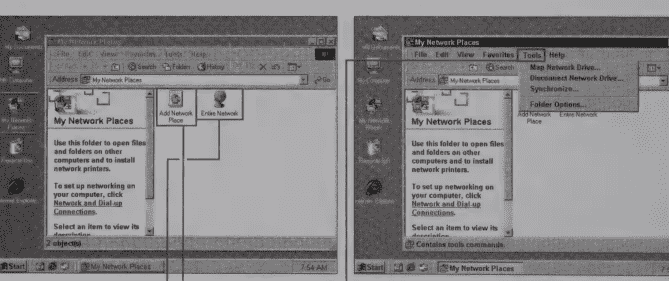 My Network Places
File Edit View Favorites Tools Help
Search Folders History
Address My Network Places
Go
My Network Places
Use this folder to open files
and folders on other
computers and to install
network printers.
To set up networking on
your computer, click
Network and Dial-up
Connections.
Select an item to view its
description.
Add Network
Place
Entire Network
2 object(s)
Start
My Network Places
7:54 AM
My Network Places
File Edit View Favorites Tools Help
Search
Address My Network
Map Network Drive...
Disconnect Network Drive...
Synchronize...
Folder Options...
My Network Places
Use this folder to open files
and folders on other
computers and to install
network printers.
To set up networking on
your computer, click
Network and Dial-up
Connections.
Select an item to view its
description.
Add Network
Place
Entire Network
Contains tools commands.
Start
My Network Places